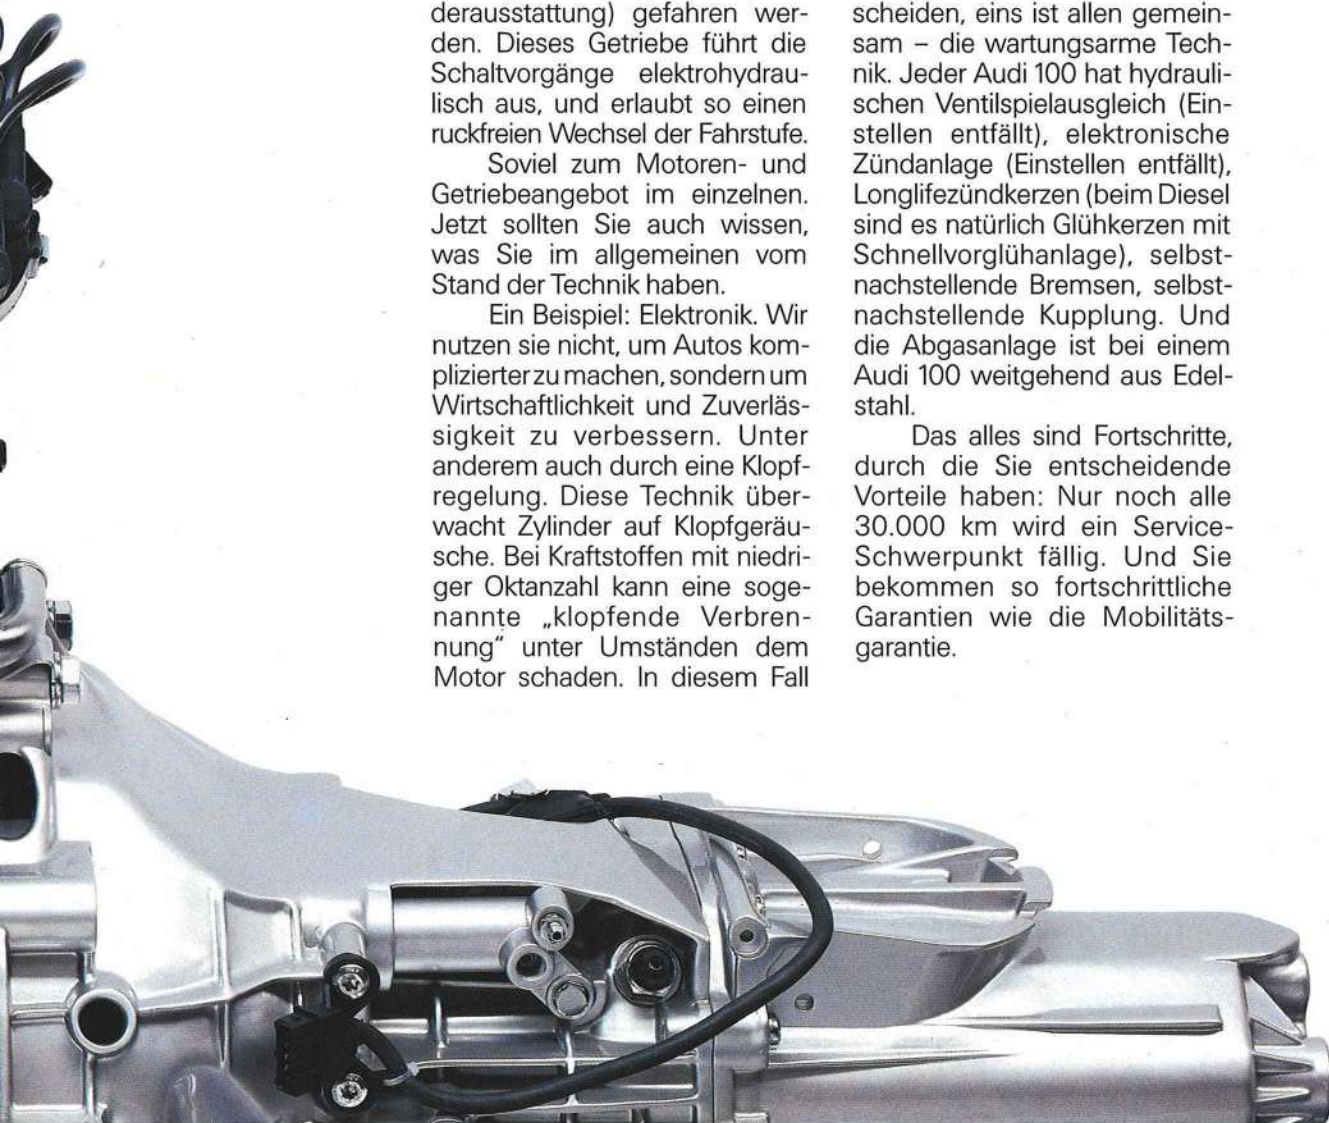 derausstattung) gefahren wer-
den. Dieses Getriebe führt die
Schaltvorgänge elektrohydrau-
lisch aus, und erlaubt so einen
ruckfreien Wechsel der Fahrstufe.
Soviel zum Motoren- und
Getriebeangebot im einzelnen.
Jetzt sollten Sie auch wissen,
was Sie im allgemeinen vom
Stand der Technik haben.
Ein Beispiel: Elektronik. Wir
nutzen sie nicht, um Autos kom-
plizierter zu machen, sondern um
Wirtschaftlichkeit und Zuverläs-
sigkeit zu verbessern. Unter
anderem auch durch eine Klopf-
regelung. Diese Technik über-
wacht Zylinder auf Klopfgeräu-
sche. Bei Kraftstoffen mit niedri-
ger Oktanzahl kann eine soge-
nannte „klopfende Verbren-
nung“ unter Umständen dem
Motor schaden. In diesem Fall
scheiden, eins ist allen gemein-
sam – die wartungsarme Tech-
nik. Jeder Audi 100 hat hydrauli-
schen Ventilspielausgleich (Ein-
stellen entfällt), elektronische
Zündanlage (Einstellen entfällt),
Longlifezündkerzen (beim Diesel
sind es natürlich Glühkerzen mit
Schnellvorglühanlage), selbst-
nachstellende Bremsen, selbst-
nachstellende Kupplung. Und
die Abgasanlage ist bei einem
Audi 100 weitgehend aus Edel-
stahl.
Das alles sind Fortschritte,
durch die Sie entscheidende
Vorteile haben: Nur noch alle
30.000 km wird ein Service-
Schwerpunkt fällig. Und Sie
bekommen so fortschrittliche
Garantien wie die Mobilitäts-
garantie.